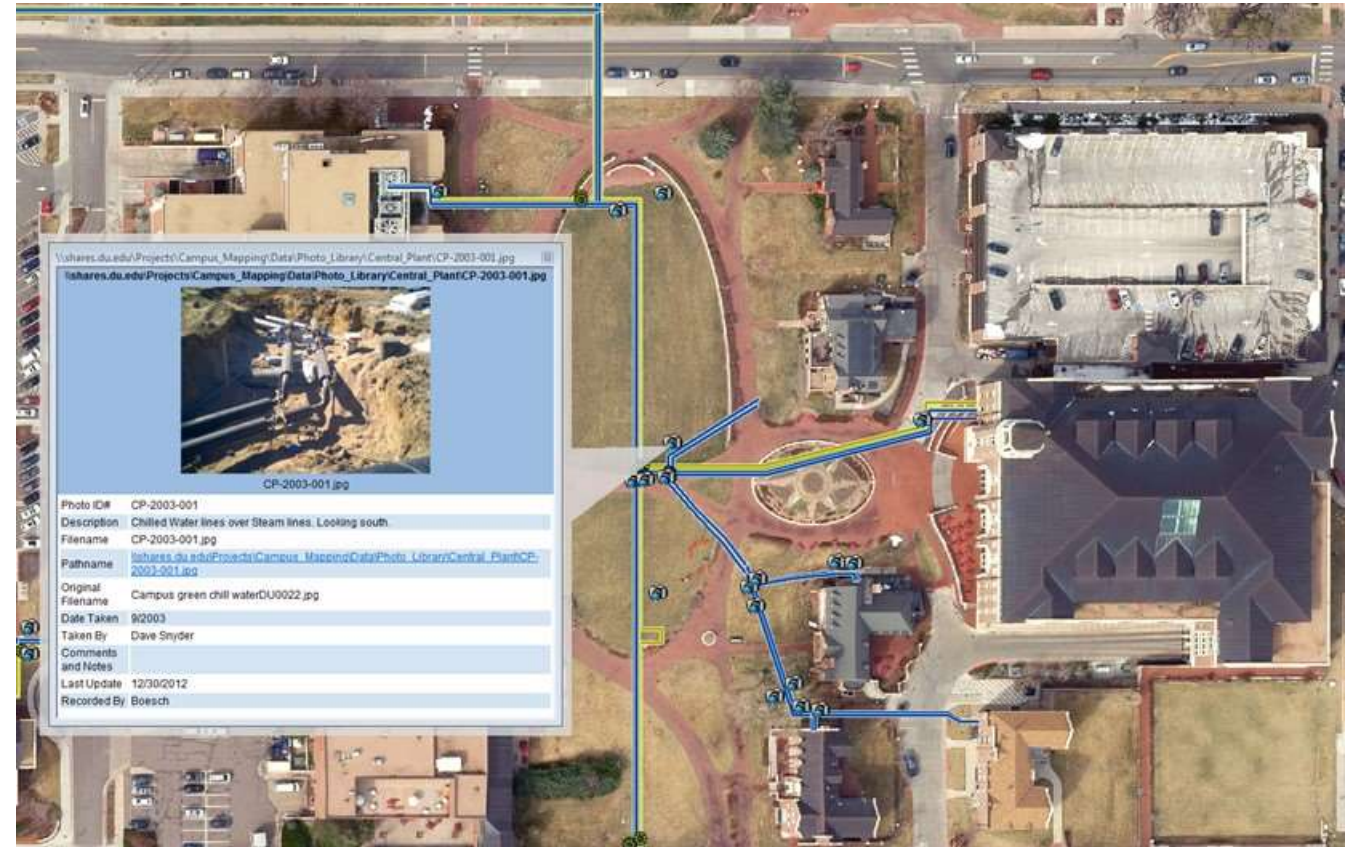 \\shares.du.edu\Projects\Campus_Mapping\Data\Photo_Library\Central_Plant\CP-2003-001.jpg
\\shares.du.edu\Projects\Campus_Mapping\Data\Photo_Library\Central_Plant\CP-2003-001.jpg
CP-2003-001.jpg
Photo ID# CP-2003-001
Description Chilled Water lines over Steam lines. Looking south.
Filename CP-2003-001.jpg
Pathname \\shares.du.edu\Projects\Campus_Mapping\Data\Photo_Library\Central_Plant\CP-
2003-001.jpg
Original
Filename Campus green chill waterDU0022.jpg
Date Taken 9/2003
Taken By Dave Snyder
Comments
and Notes
Last Update 12/30/2012
Recorded By Boesch